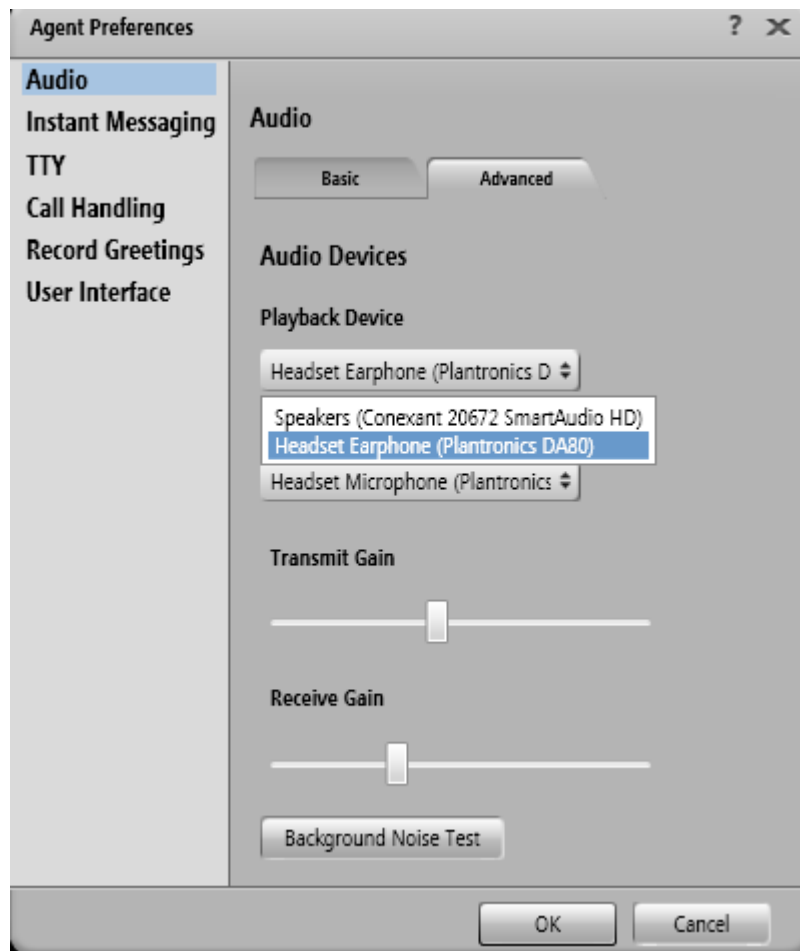 Agent Preferences ?
Audio
Instant Messaging
TTY
Call Handling
Record Greetings
User Interface
Audio
Basic Advanced
Audio Devices
Playback Device
Headset Earphone (Plantronics D
Speakers (Conexant 20672 SmartAudio HD)
Headset Earphone (Plantronics DA80)
Headset Microphone (Plantronics
Transmit Gain
Receive Gain
Background Noise Test
OK Cancel